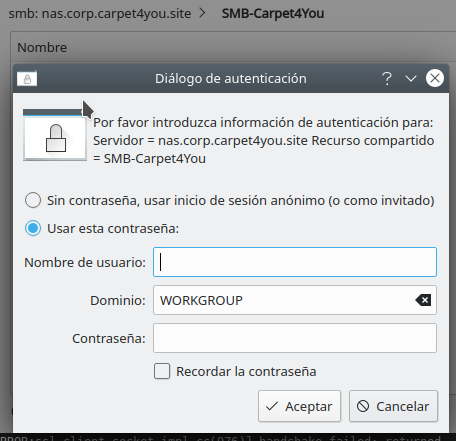 smb: nas.corp.carpet4you.site > SMB-Carpet4You
Nombre
Diálogo de autenticación
Por favor introduzca información de autenticación para:
Servidor = nas.corp.carpet4you.site Recurso compartido
= SMB-Carpet4You
Sin contraseña, usar inicio de sesión anónimo (o como invitado)
Usar esta contraseña:
Nombre de usuario:
Dominio: WORKGROUP
Contraseña:
Recordar la contraseña
Aceptar Cancelar
ERROR:ssl_client_socket_impl.cc(976)] handshake failed; returned